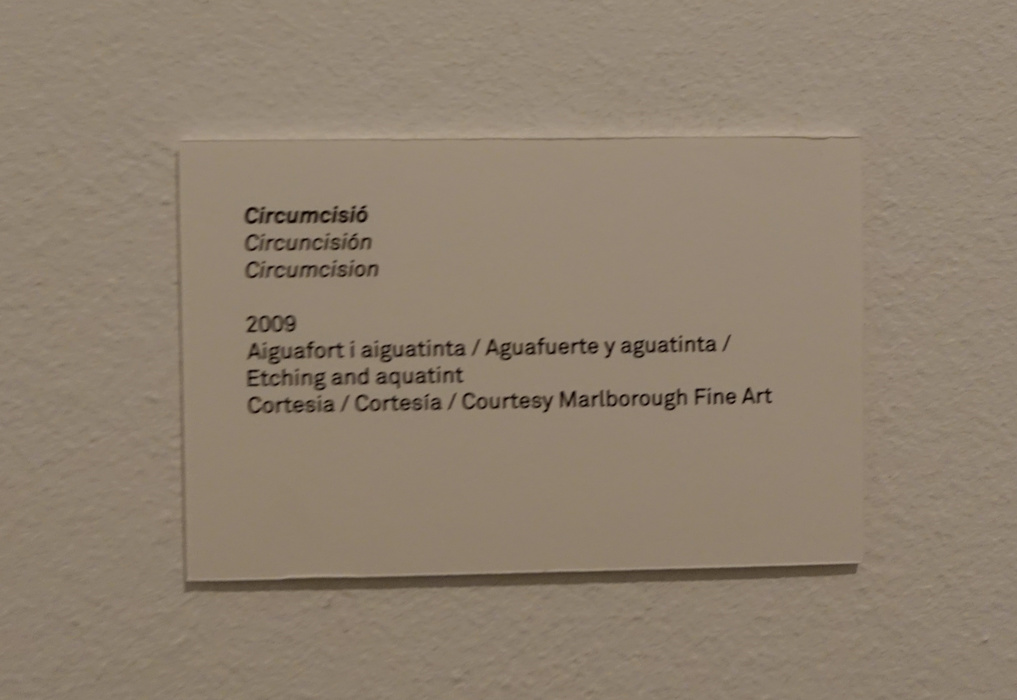 Circumcisió
Circuncisión
Circumcision
2009
Aiguafort i aiguatinta / Aguafuerte y aguatinta /
Etching and aquatint
Cortesia / Cortesía / Courtesy Marlborough Fine Art